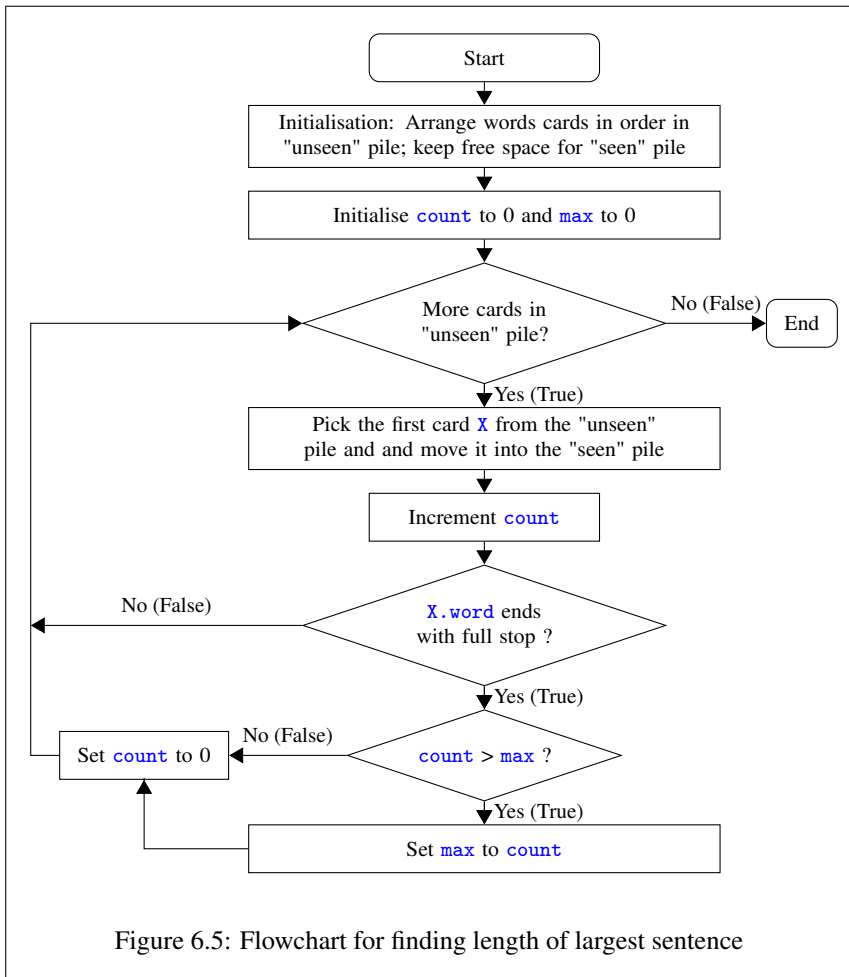 Start
Initialisation: Arrange words cards in order in
"unseen" pile; keep free space for "seen" pile
Initialise count to 0 and max to 0
More cards in
"unseen" pile?
No (False)
End
Yes (True)
Pick the first card X from the "unseen"
pile and and move it into the "seen" pile
Increment count
No (False)
X.word ends
with full stop ?
Yes (True)
Set count to 0
No (False)
count > max ?
Yes (True)
Set max to count
Figure 6.5: Flowchart for finding length of largest sentence